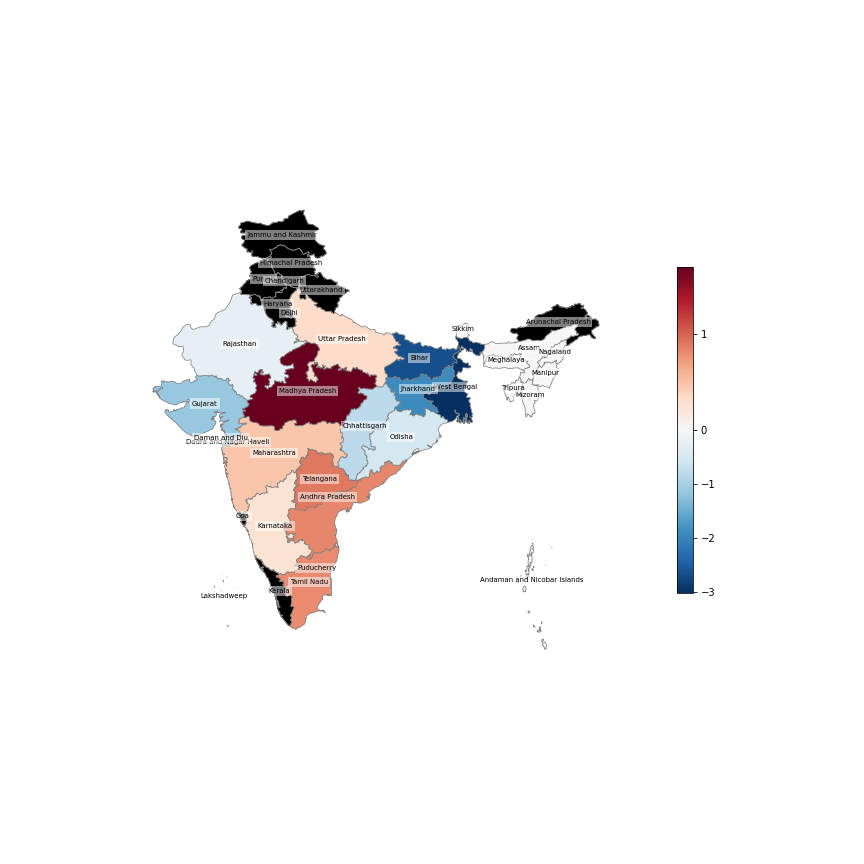 Jammu and Kashmir
Himachal Pradesh
Chandigarh
Uttarakhand
Haryana
Delhi
Arunachal Pradesh
Sikkim
Uttar Pradesh
Rajasthan
Assam
Nagaland
Bihar
Meghalaya
Manipur
Jharkhand
West Bengal
Tripura
Madhya Pradesh
Mizoram
Gujarat
Chhattisgarh
Daman and Diu
Odisha
Dadra and Nagar Haveli
Maharashtra
Telangana
Andhra Pradesh
Goa
Karnataka
Puducherry
Andaman and Nicobar Islands
Tamil Nadu
Kerala
Lakshadweep
1
0
−1
−2
−3